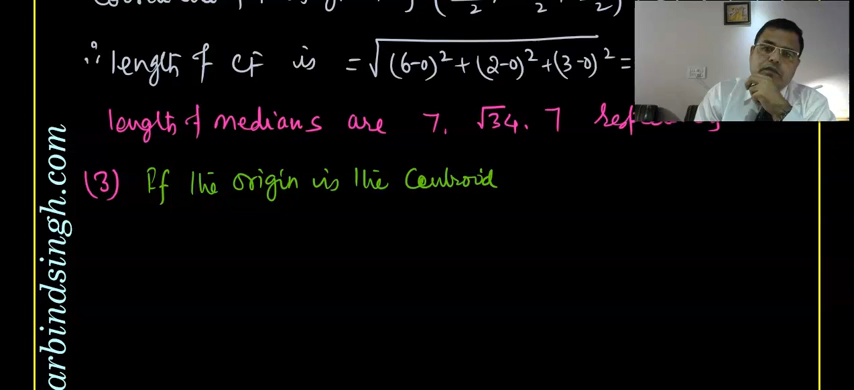 ∴ length of CF is = √(6-0)² + (2-0)² + (3-0)² =
length of medians are 7, √34, 7
(3) If the origin is the Centroid
arbindsingh.com